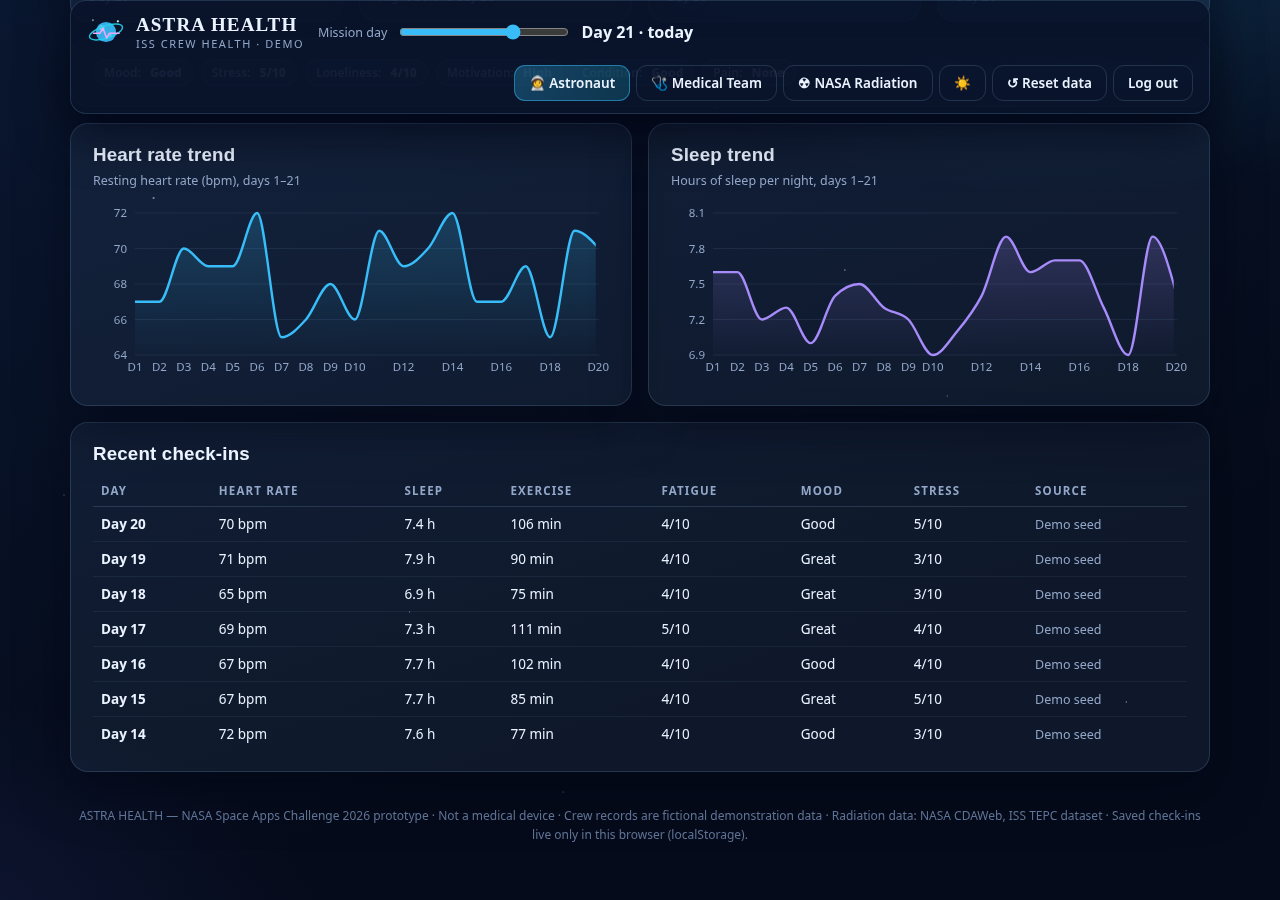 ASTRA HEALTH
ISS CREW HEALTH · DEMO
Mission day
Day 21 · today
Mood: Good Stress: 5/10 Loneliness: 4/10
👩‍🚀 Astronaut
🩺 Medical Team
☢ NASA Radiation
☀️
↺ Reset data
Log out
Heart rate trend
Resting heart rate (bpm), days 1–21
72
70
68
66
64
D1 D2 D3 D4 D5 D6 D7 D8 D9 D10 D12 D14 D16 D18 D20
Sleep trend
Hours of sleep per night, days 1–21
8.1
7.8
7.5
7.2
6.9
D1 D2 D3 D4 D5 D6 D7 D8 D9 D10 D12 D14 D16 D18 D20
Recent check-ins
DAY HEART RATE SLEEP EXERCISE FATIGUE MOOD STRESS SOURCE
Day 20 70 bpm 7.4 h 106 min 4/10 Good 5/10 Demo seed
Day 19 71 bpm 7.9 h 90 min 4/10 Great 3/10 Demo seed
Day 18 65 bpm 6.9 h 75 min 4/10 Great 3/10 Demo seed
Day 17 69 bpm 7.3 h 111 min 5/10 Great 4/10 Demo seed
Day 16 67 bpm 7.7 h 102 min 4/10 Good 4/10 Demo seed
Day 15 67 bpm 7.7 h 85 min 4/10 Great 5/10 Demo seed
Day 14 72 bpm 7.6 h 77 min 4/10 Good 3/10 Demo seed
ASTRA HEALTH — NASA Space Apps Challenge 2026 prototype · Not a medical device · Crew records are fictional demonstration data · Radiation data: NASA CDAWeb, ISS TEPC dataset · Saved check-ins
live only in this browser (localStorage).